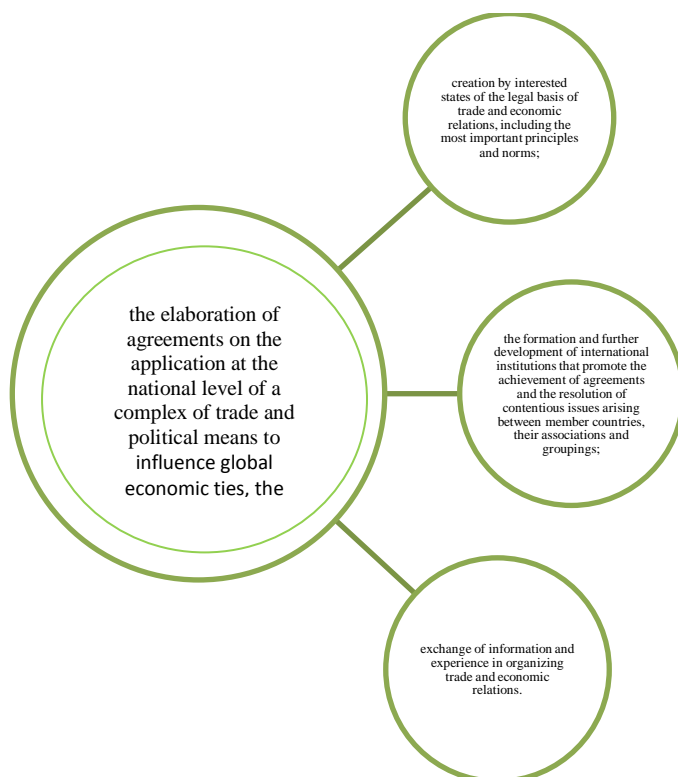 creation by interested
states of the legal basis of
trade and economic
relations, including the
most important principles
and norms;
the elaboration of
agreements on the
application at the
national level of a
complex of trade and
political means to
influence global
economic ties, the
the formation and further
development of international
institutions that promote the
achievement of agreements
and the resolution of
contentious issues arising
between member countries,
their associations and
groupings;
exchange of information and
experience in organizing
trade and economic
relations.